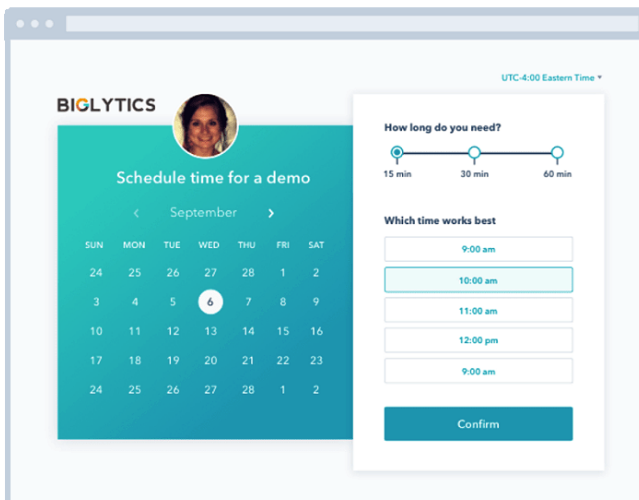 UTC-4:00 Eastern Time
BIGLYTICS
Schedule time for a demo
September
SUN MON TUE WED THU FRI SAT
24 25 26 27 28 1 2
3 4 5 6 7 8 9
10 11 12 13 14 15 16
17 18 19 20 21 22 23
24 25 26 27 28 1 2
How long do you need?
15 min 30 min 60 min
Which time works best
9:00 am
10:00 am
11:00 am
12:00 pm
9:00 am
Confirm